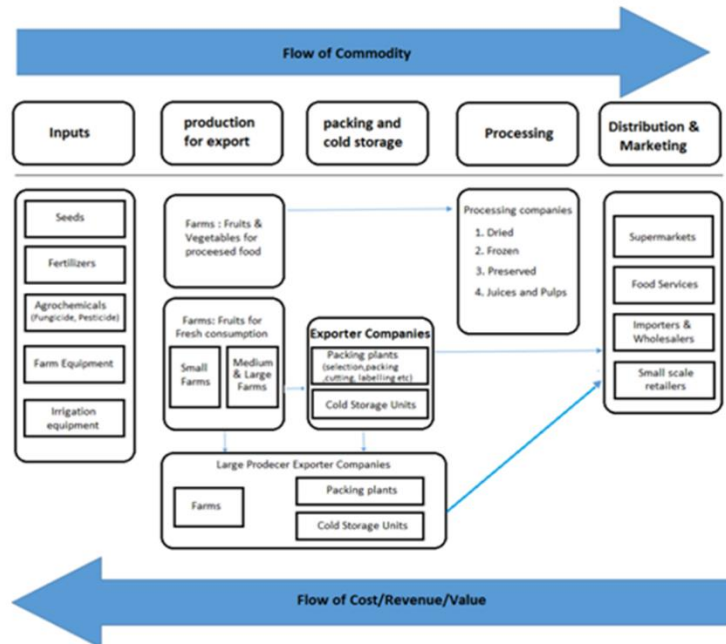 Flow of Commodity
Inputs
production
for export
packing and
cold storage
Processing
Distribution &
Marketing
Seeds
Fertilizers
Agrochemicals
(Fungicide, Pesticide)
Farm Equipment
Irrigation
equipment
Farms : Fruits &
Vegetables for
proceesed food
Farms: Fruits for
Fresh consumption
Small
Farms
Medium
& Large
Farms
Exporter Companies
Packing plants
(selection,packing
,cutting, labelling etc)
Cold Storage Units
Processing companies
1. Dried
2. Frozen
3. Preserved
4. Juices and Pulps
Supermarkets
Food Services
Importers &
Wholesalers
Small scale
retailers
Large Prodecer Exporter Companies
Farms
Packing plants
Cold Storage Units
Flow of Cost/Revenue/Value